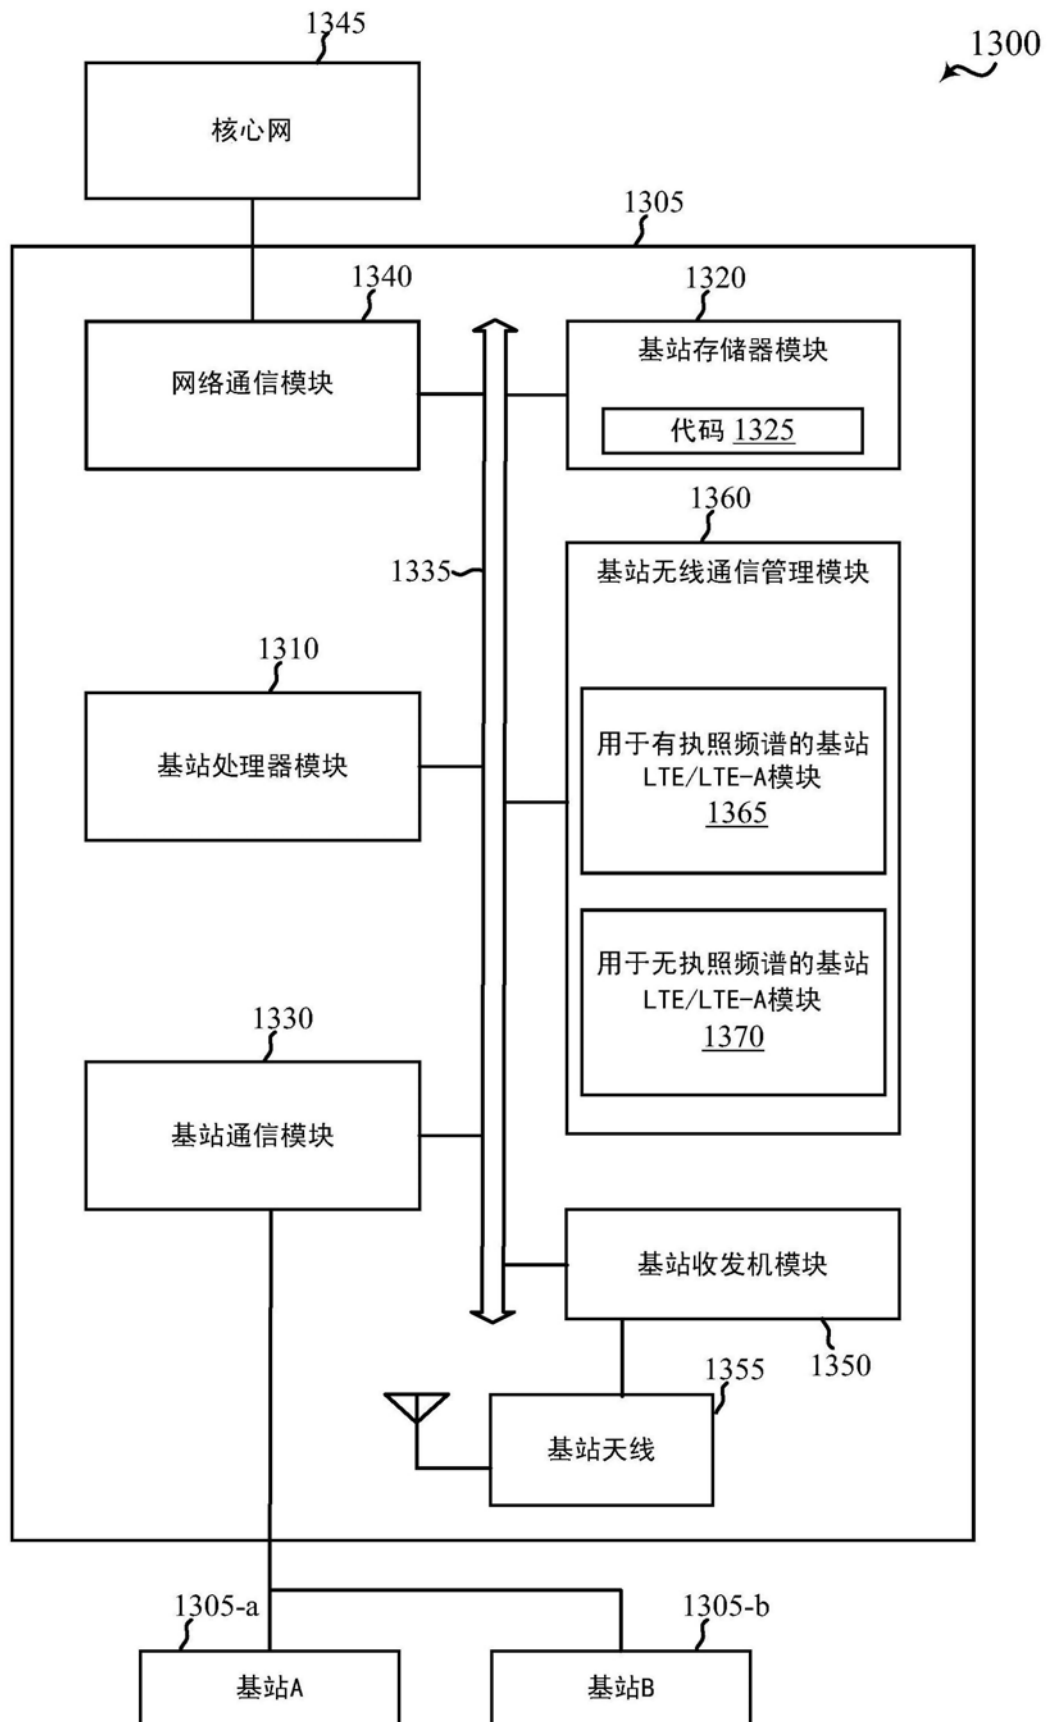 1345
1300
核心网
1305
1340
网络通信模块
1320
基站存储器模块
代码 1325
1335
1360
基站无线通信管理模块
1310
基站处理器模块
用于有执照频谱的基站
LTE/LTE-A模块
1365
用于无执照频谱的基站
LTE/LTE-A模块
1370
1330
基站通信模块
基站收发机模块
1350
1355
基站天线
1305-a
基站A
1305-b
基站B